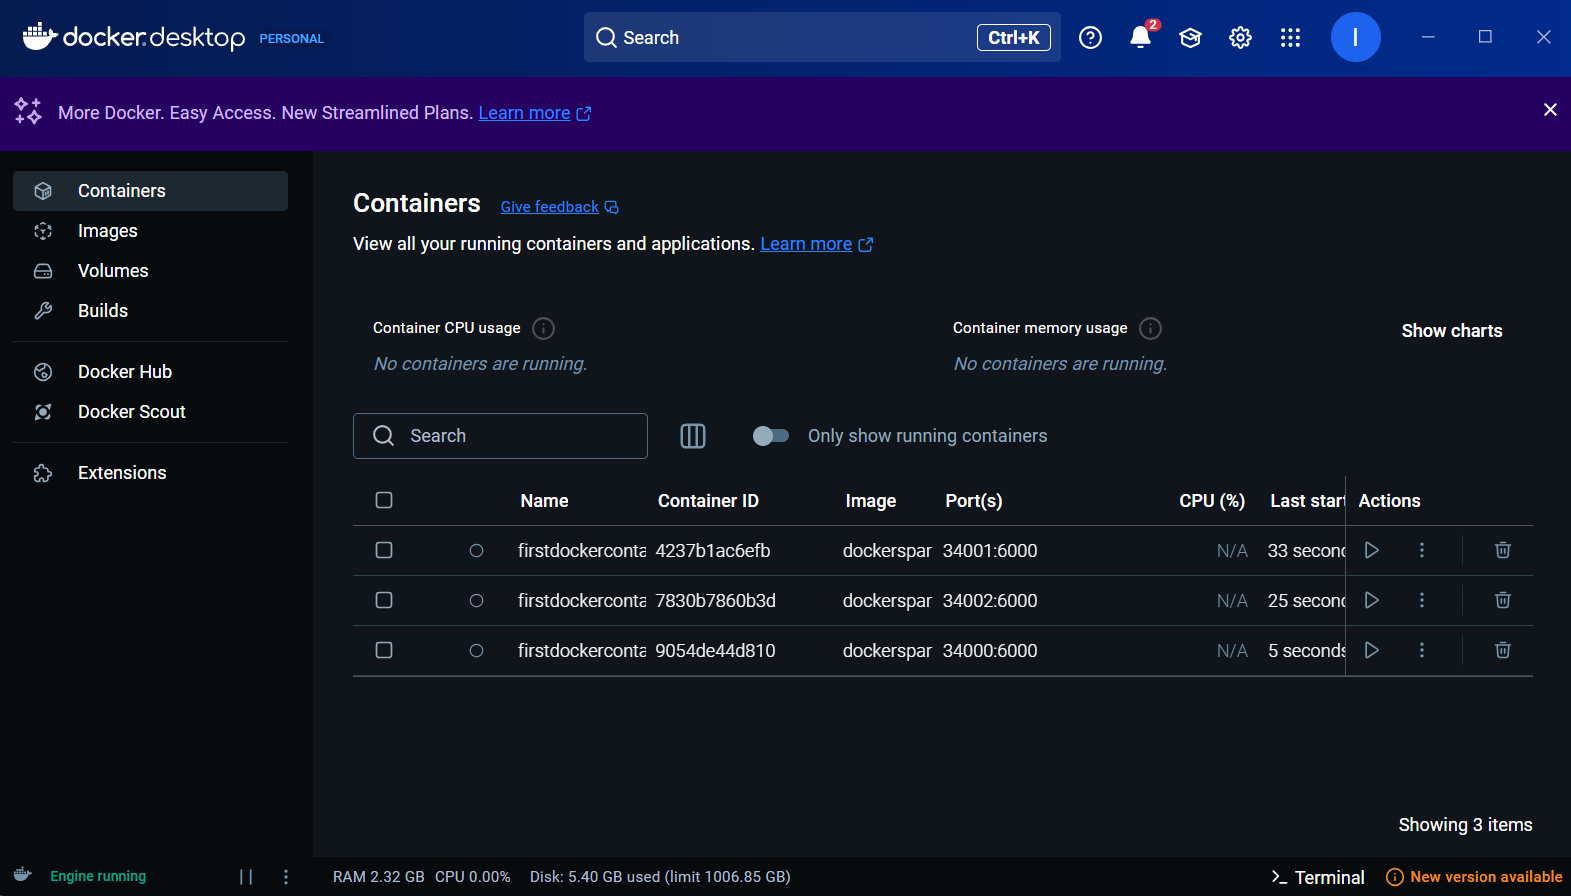 docker.desktop PERSONAL Search Ctrl+K 2 I
More Docker. Easy Access. New Streamlined Plans. Learn more
Containers
Images
Volumes
Builds
Docker Hub
Docker Scout
Extensions
Containers Give feedback
View all your running containers and applications. Learn more
Container CPU usage Container memory usage Show charts
No containers are running. No containers are running.
Search Only show running containers
Name Container ID Image Port(s) CPU (%) Last start Actions
firstdockerconta 4237b1ac6efb dockerspar 34001:6000 N/A 33 second
firstdockerconta 7830b7860b3d dockerspar 34002:6000 N/A 25 second
firstdockerconta 9054de44d810 dockerspar 34000:6000 N/A 5 seconds
Showing 3 items
Engine running RAM 2.32 GB CPU 0.00% Disk: 5.40 GB used (limit 1006.85 GB) Terminal New version available